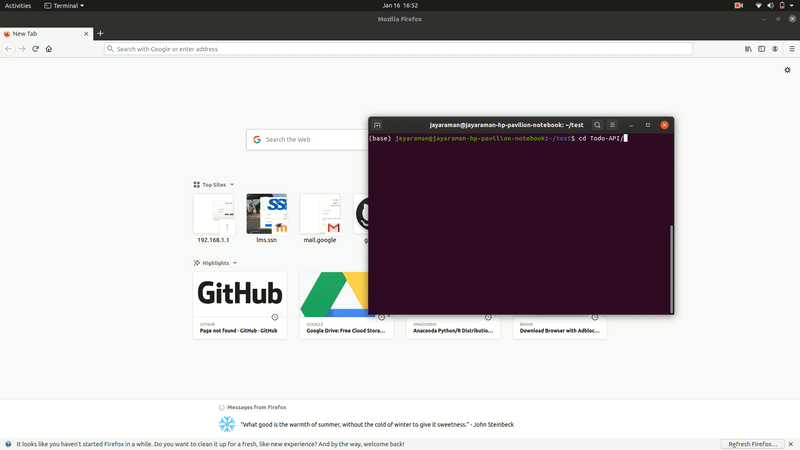 Activities
Terminal
Jan 16 16:52
Mozilla Firefox
New Tab
Search with Google or enter address
jayaraman@jayaraman-hp-pavilion-notebook: ~/test
(base) jayaraman@jayaraman-hp-pavilion-notebook:~/test$ cd Todo-API/
Search the Web
Top Sites
1
192.168.1.1
lms.ssn
mail.google
g
Highlights
GitHub
GITHUB
Page not found · GitHub · GitHub
GOOGLE
Google Drive: Free Cloud Stora...
ANACONDA
Anaconda Python/R Distributio...
BRAVE
Download Browser with Adbloc...
Messages from Firefox
"What good is the warmth of summer, without the cold of winter to give it sweetness." - John Steinbeck
It looks like you haven't started Firefox in a while. Do you want to clean it up for a fresh, like-new experience? And by the way, welcome back!
Refresh Firefox...